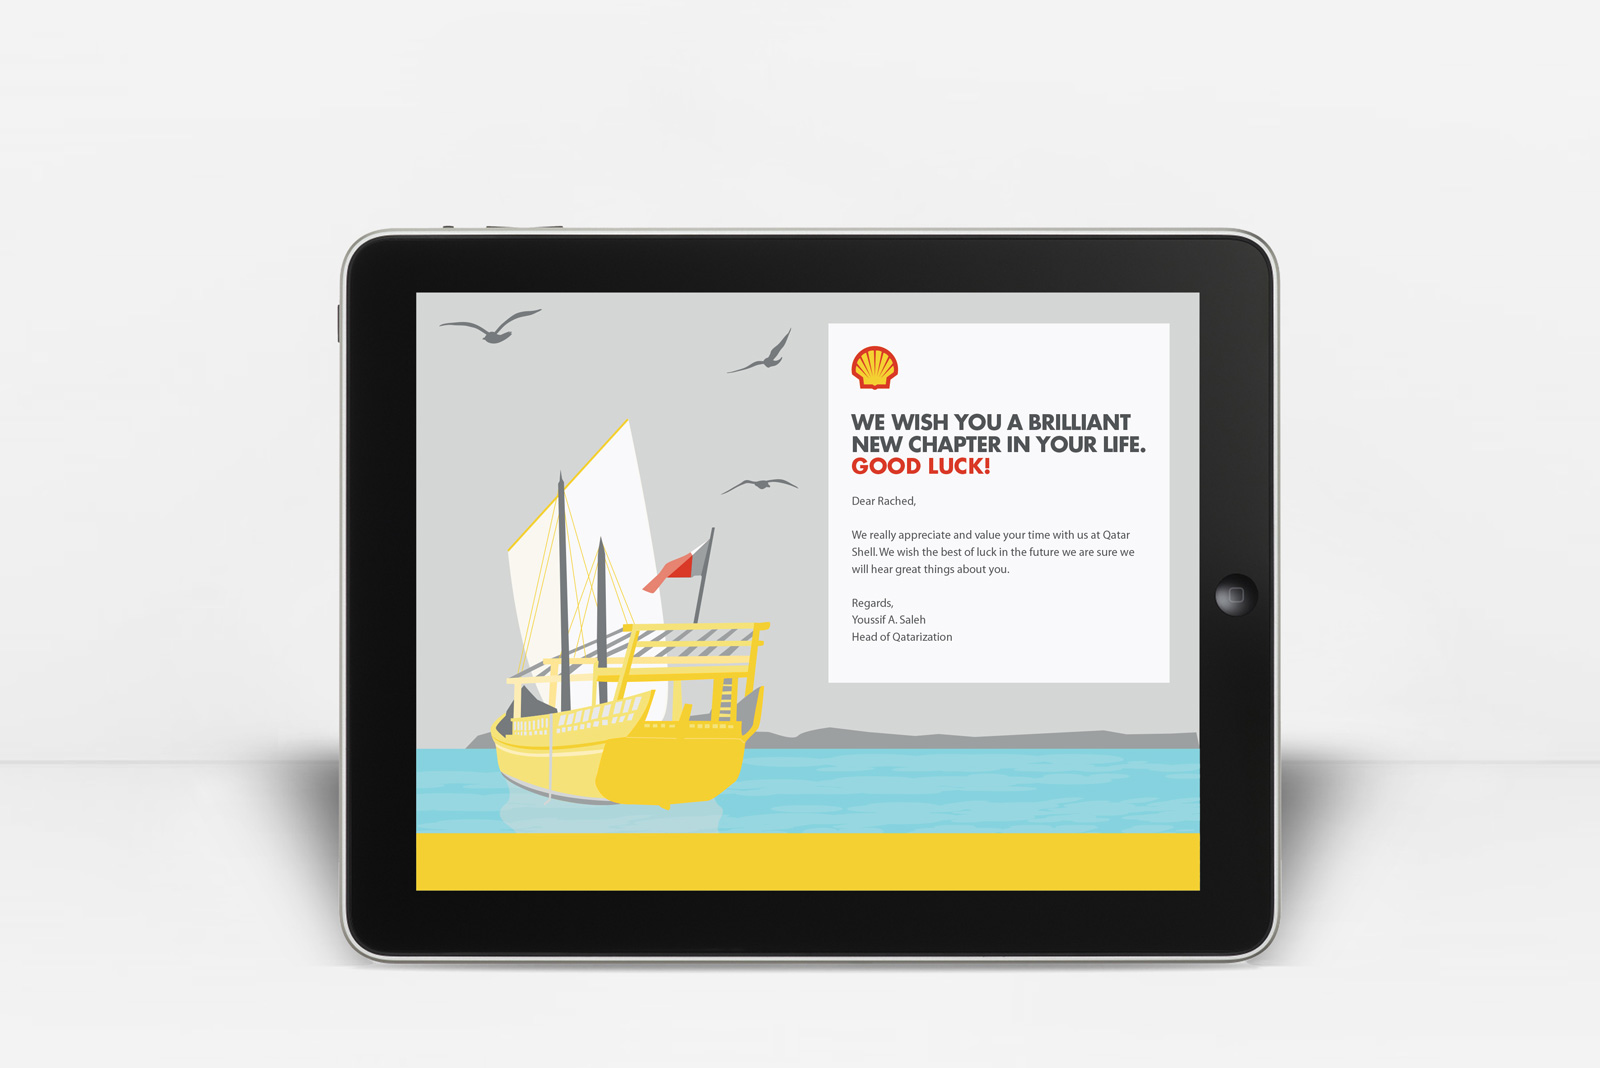 WE WISH YOU A BRILLIANT
NEW CHAPTER IN YOUR LIFE.
GOOD LUCK!
Dear Rached,
We really appreciate and value your time with us at Qatar
Shell. We wish the best of luck in the future we are sure we
will hear great things about you.
Regards,
Youssif A. Saleh
Head of Qatarization